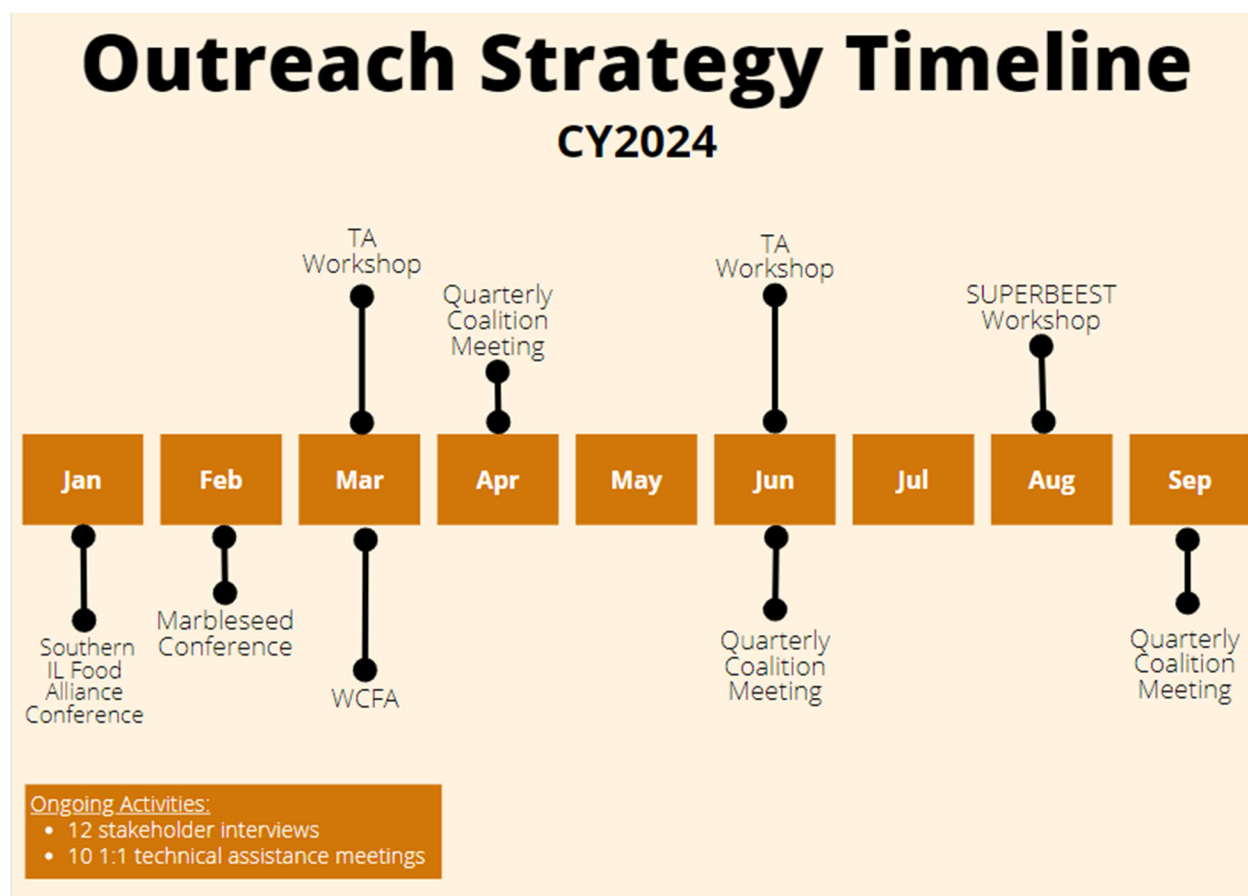 Outreach Strategy Timeline
CY2024
TA
Workshop
Quarterly
Coalition
Meeting
TA
Workshop
SUPERBEEST
Workshop
Jan
Feb
Mar
Apr
May
Jun
Jul
Aug
Sep
Southern
IL Food
Alliance
Conference
Marbleseed
Conference
WCFA
Quarterly
Coalition
Meeting
Quarterly
Coalition
Meeting
Ongoing Activities:
• 12 stakeholder interviews
• 10 1:1 technical assistance meetings